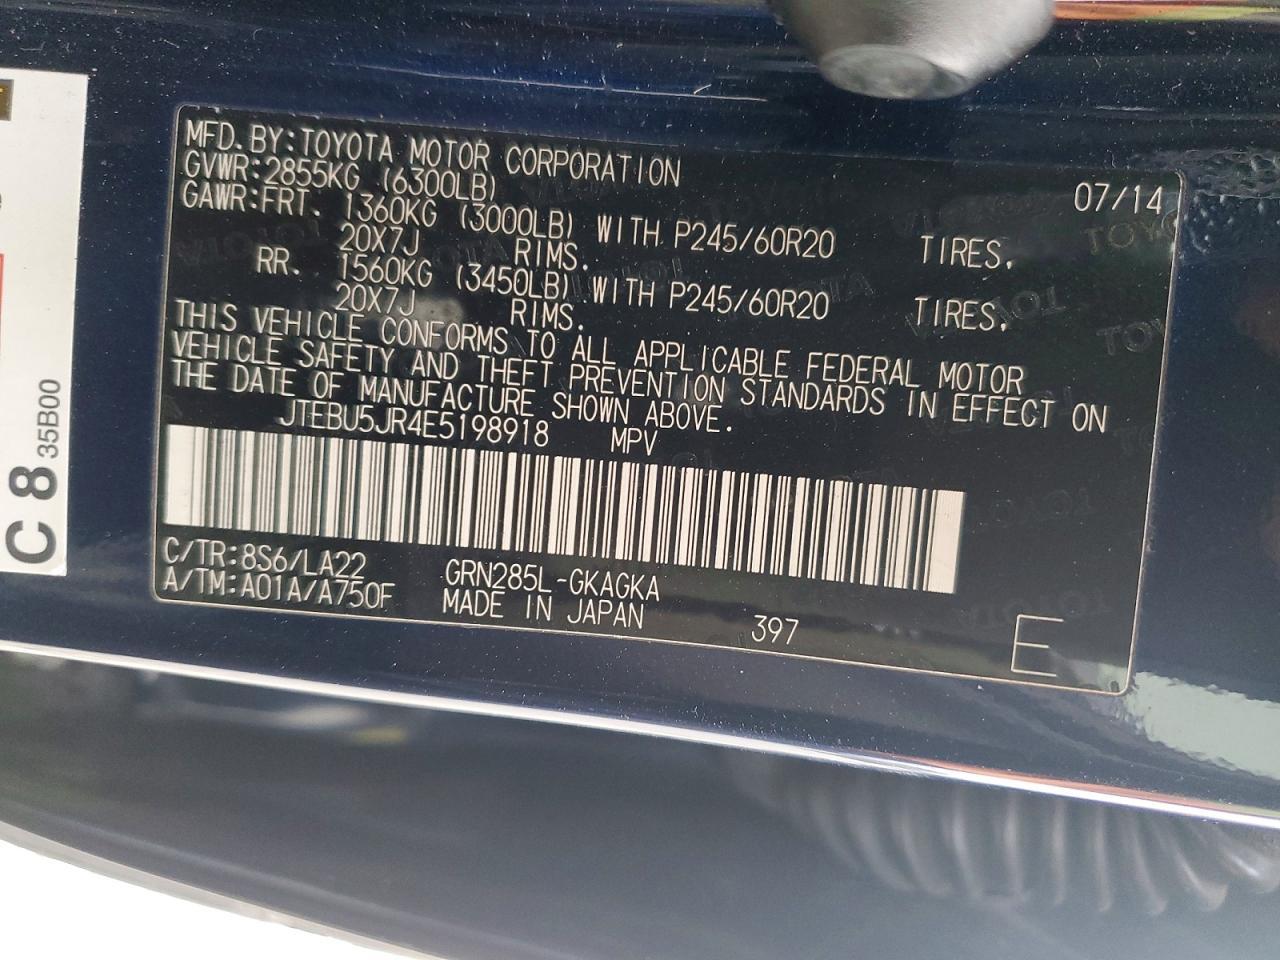 MFD. BY: TOYOTA MOTOR CORPORATION 07/14
GVWR: 2855KG (6300LB)
GAWR: FRT. 1360KG (3000LB) WITH P245/60R20 TIRES,
20X7J RIMS.
RR. 1560KG (3450LB) WITH P245/60R20 TIRES,
20X7J RIMS.
THIS VEHICLE CONFORMS TO ALL APPLICABLE FEDERAL MOTOR
VEHICLE SAFETY AND THEFT PREVENTION STANDARDS IN EFFECT ON
THE DATE OF MANUFACTURE SHOWN ABOVE.
JTEBU5JR4E5198918 MPV
C/TR: 8S6/LA22 GRN285L-GKAGKA
A/TM: A01A/A750F MADE IN JAPAN 397 E
C 8
35B00